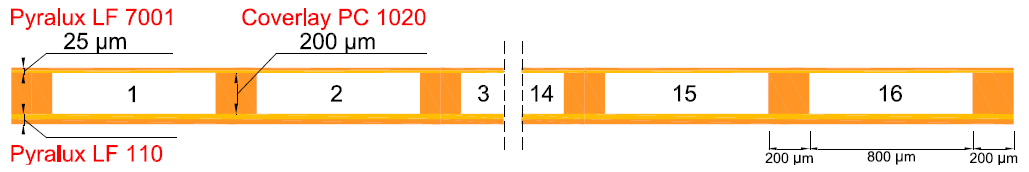 Pyralux LF 7001 Coverlay PC 1020
25 µm 200 µm
1 2 3 14 15 16
Pyralux LF 110
200 µm 800 µm 200 µm